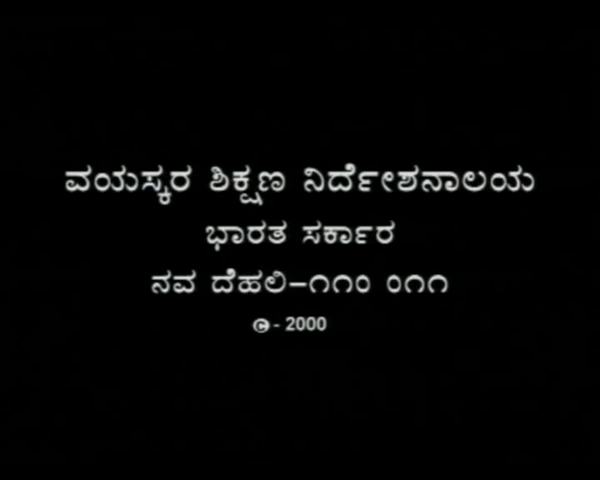 ವಯಸ್ಕರ ಶಿಕ್ಷಣ ನಿರ್ದೇಶನಾಲಯ
ಭಾರತ ಸರ್ಕಾರ
ನವ ದೆಹಲಿ-೧೧೦ ೦೧೧
© - 2000